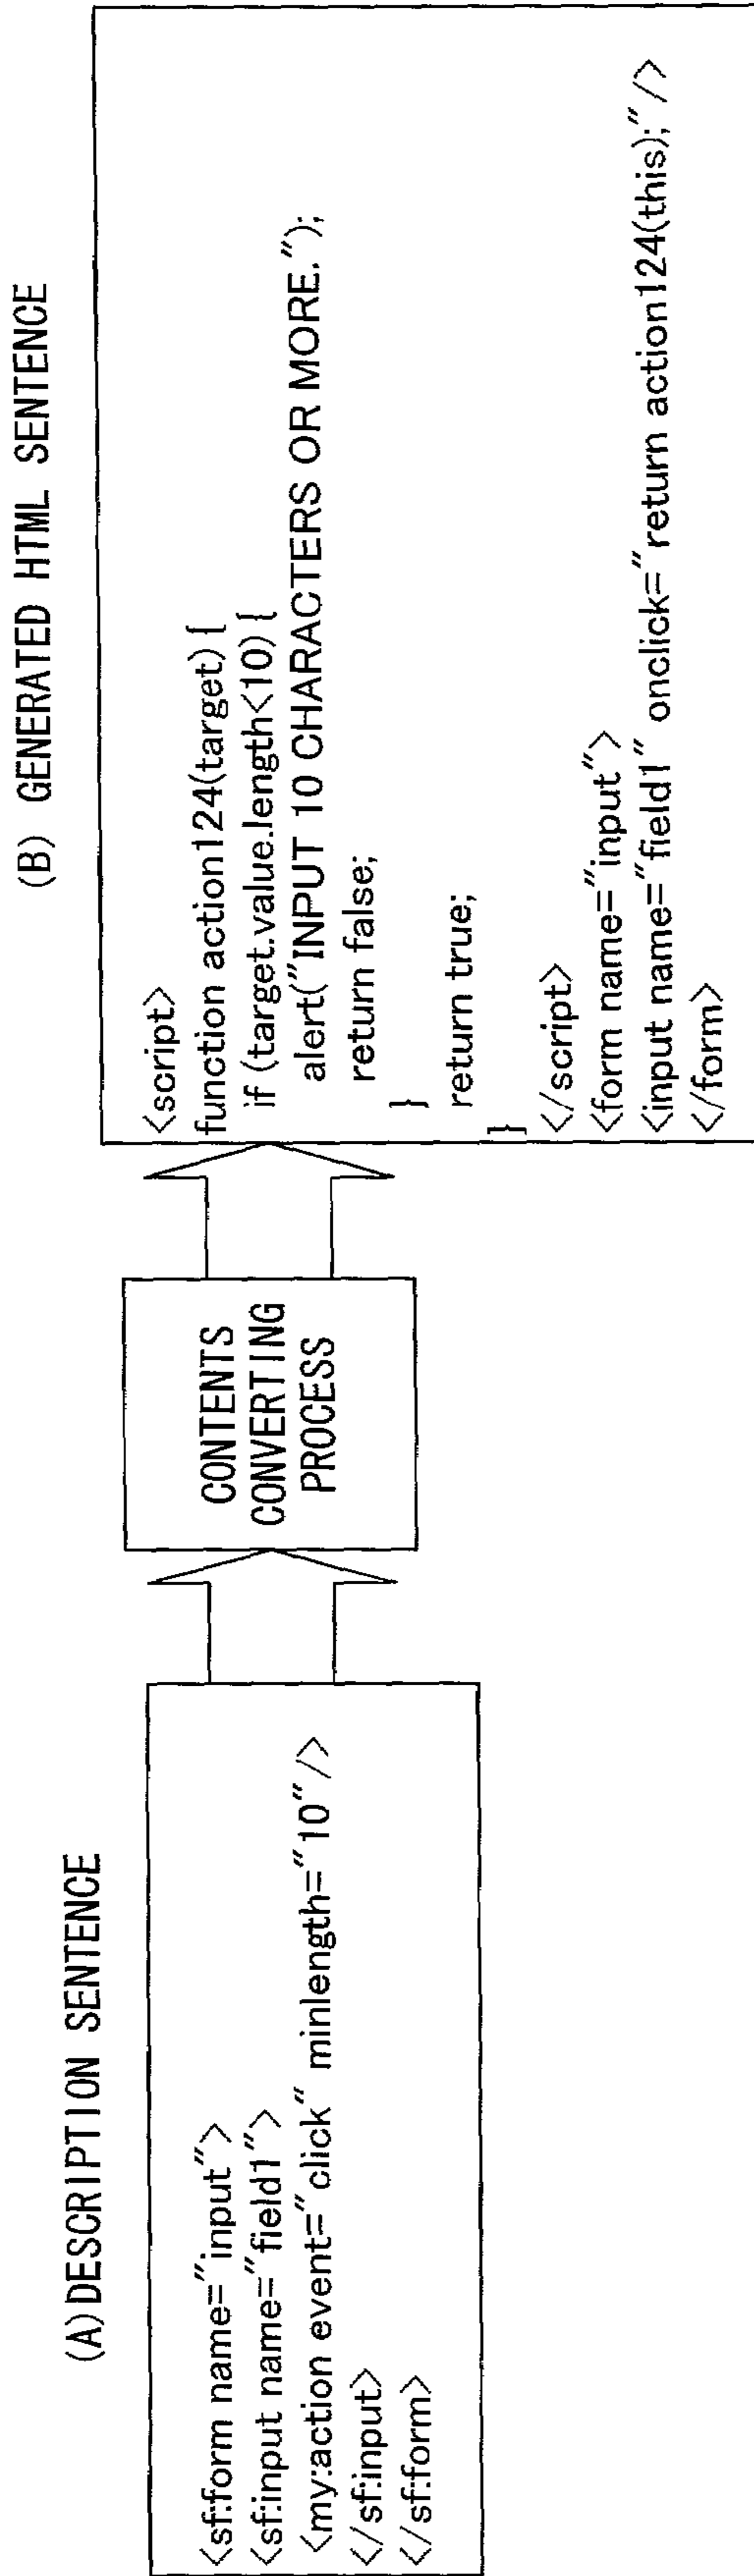 (A)DESCRIPTION SENTENCE
<sf:form name="input">
<sf:input name="field1">
<my:action event="click" minlength="10"/>
</sf:input>
</sf:form>
CONTENTS
CONVERTING
PROCESS
(B) GENERATED HTML SENTENCE
<script>
function action124(target) {
if (target.value.length<10) {
alert("INPUT 10 CHARACTERS OR MORE.");
return false;
}
return true;
}
</script>
<form name="input">
<input name="field1" onclick="return action124(this);"/>
</form>